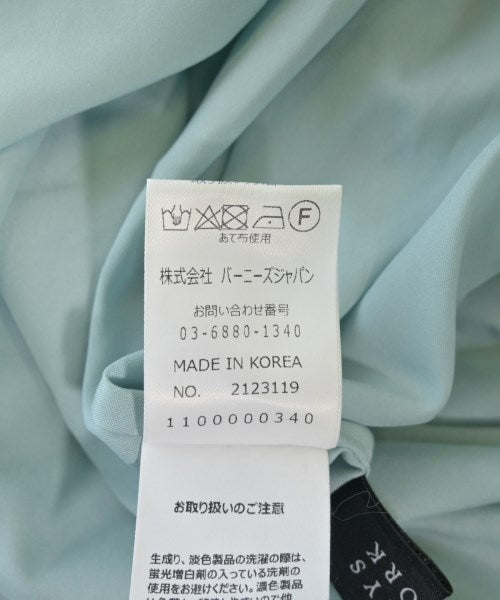 F
あて布使用
株式会社 バーニーズジャパン
お問い合わせ番号
03-6880-1340
MADE IN KOREA
NO. 2123119
1100000340
お取り扱いのご注意
生成り、淡色製品の洗濯の際は、
蛍光増白剤の入っている洗剤の
使用をお避けください。濃色製品
YS
ORK